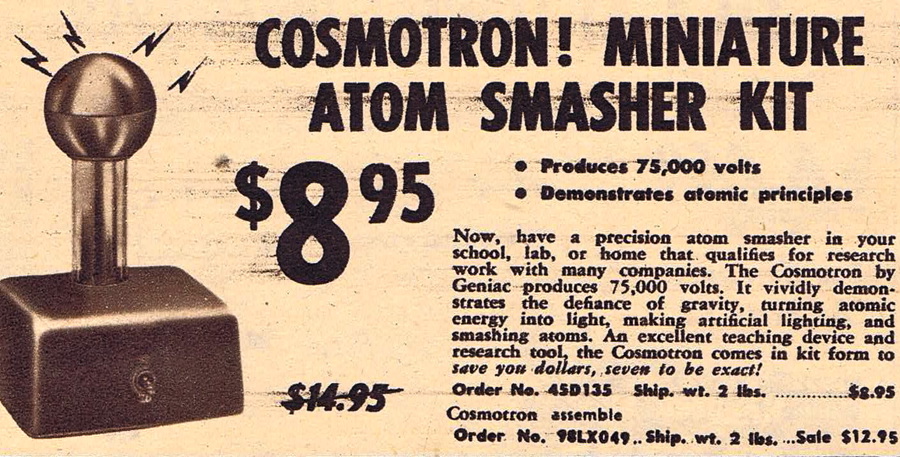 COSMOTRON! MINIATURE
ATOM SMASHER KIT
$8.95
• Produces 75,000 volts
• Demonstrates atomic principles
Now, have a precision atom smasher in your
school, lab, or home that qualifies for research
work with many companies. The Cosmotron by
Geniac produces 75,000 volts. It vividly demon-
strates the defiance of gravity, turning atomic
energy into light, making artificial lighting, and
smashing atoms. An excellent teaching device and
research tool, the Cosmotron comes in kit form to
save you dollars, seven to be exact!
$14.95
Order No. 45D135 Ship. wt. 2 lbs. .............$8.95
Cosmotron assemble
Order No. 98LX049.. Ship. wt. 2 lbs. ...Sale $12.95